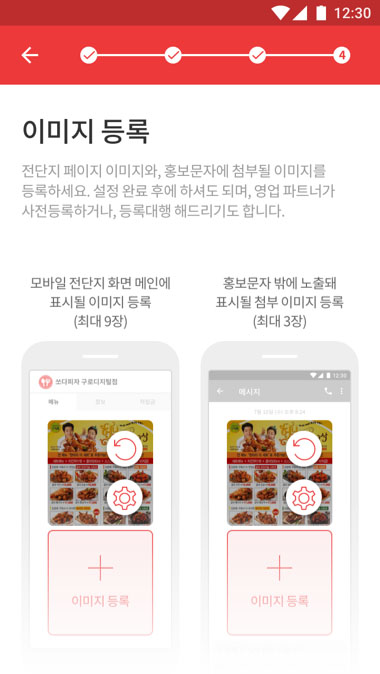 12:30
4
이미지 등록
전단지 페이지 이미지와, 홍보문자에 첨부될 이미지를
등록하세요. 설정 완료 후에 하셔도 되며, 영업 파트너가
사전등록하거나, 등록대행 해드리기도 합니다.
모바일 전단지 화면 메인에
표시될 이미지 등록
(최대 9장)
홍보문자 밖에 노출돼
표시될 첨부 이미지 등록
(최대 3장)
쏘다피자 구로디지털점
메뉴 정보 적립금
이미지 등록
12:30
메시지
이미지 등록